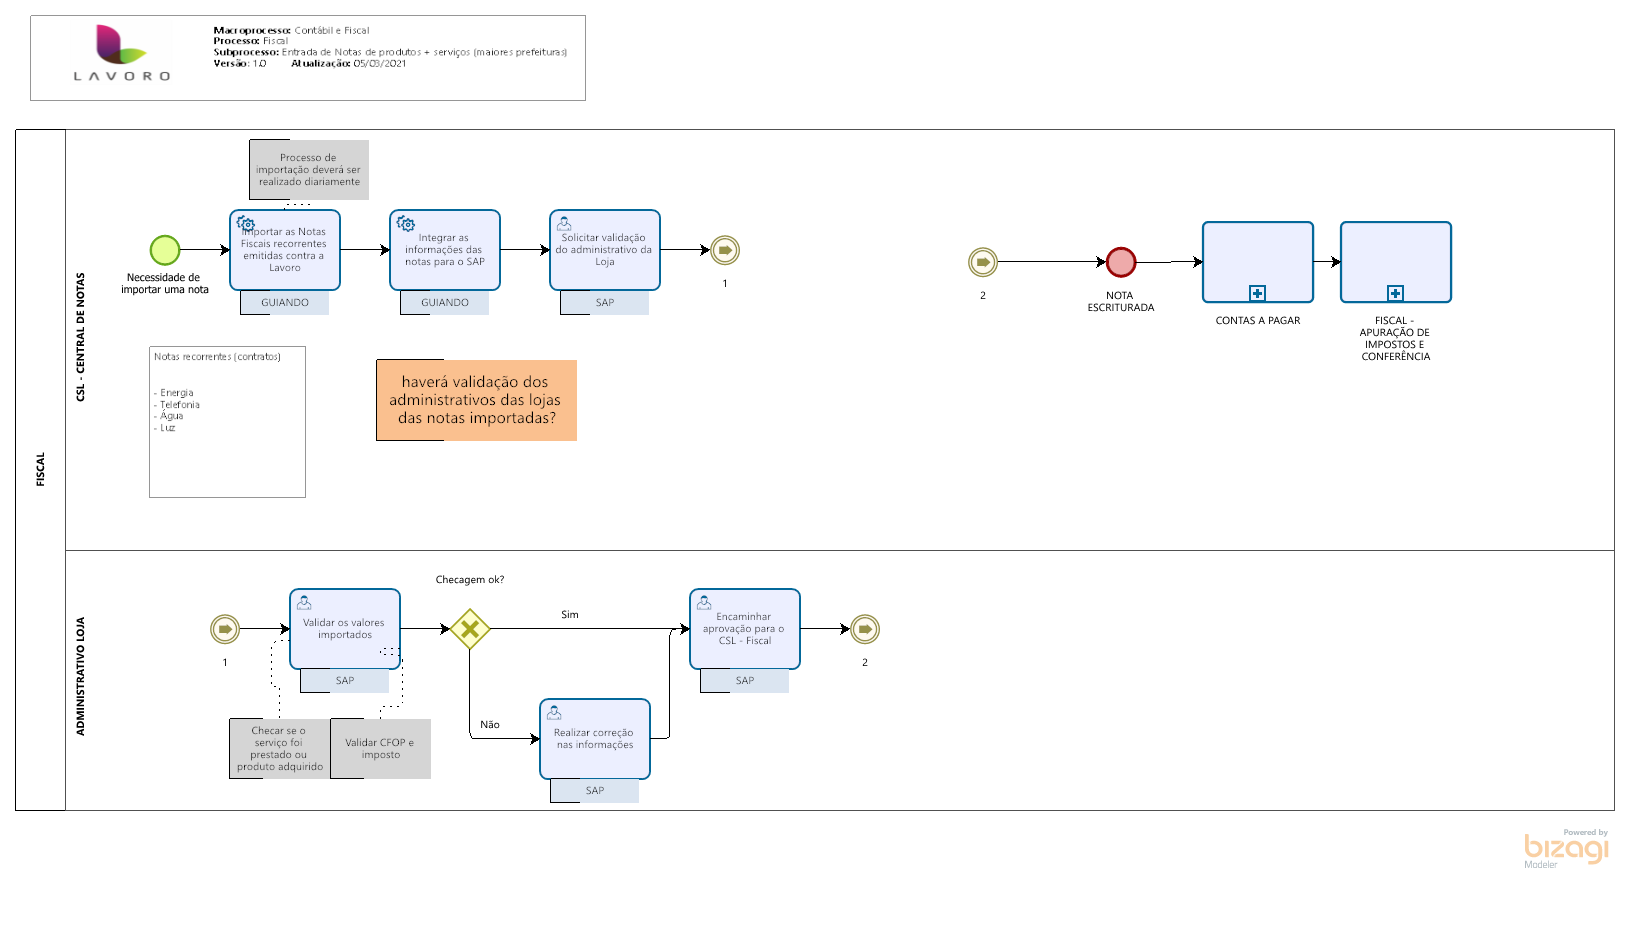 LAVORO
Macroprocesso: Contábil e Fiscal
Processo: Fiscal
Subprocesso: Entrada de Notas de produtos + serviços (maiores prefeituras)
Versão: 1.0 Atualização: 05/03/2021
FISCAL
CSL - CENTRAL DE NOTAS
Processo de
importação deverá ser
realizado diariamente
Necessidade de
importar uma nota
Importar as Notas
Fiscais recorrentes
emitidas contra a
Lavoro
GUIANDO
Integrar as
informações das
notas para o SAP
GUIANDO
Solicitar validação
do administrativo da
Loja
SAP
1
2
NOTA
ESCRITURADA
CONTAS A PAGAR
FISCAL -
APURAÇÃO DE
IMPOSTOS E
CONFERÊNCIA
Notas recorrentes (contratos)
- Energia
- Telefonia
- Água
- Luz
haverá validação dos
administrativos das lojas
das notas importadas?
ADMINISTRATIVO LOJA
1
Validar os valores
importados
SAP
Checar se o
serviço foi
prestado ou
produto adquirido
Validar CFOP e
imposto
Checagem ok?
Sim
Não
Realizar correção
nas informações
SAP
Encaminhar
aprovação para o
CSL - Fiscal
SAP
2
Powered by
bizagi
Modeler